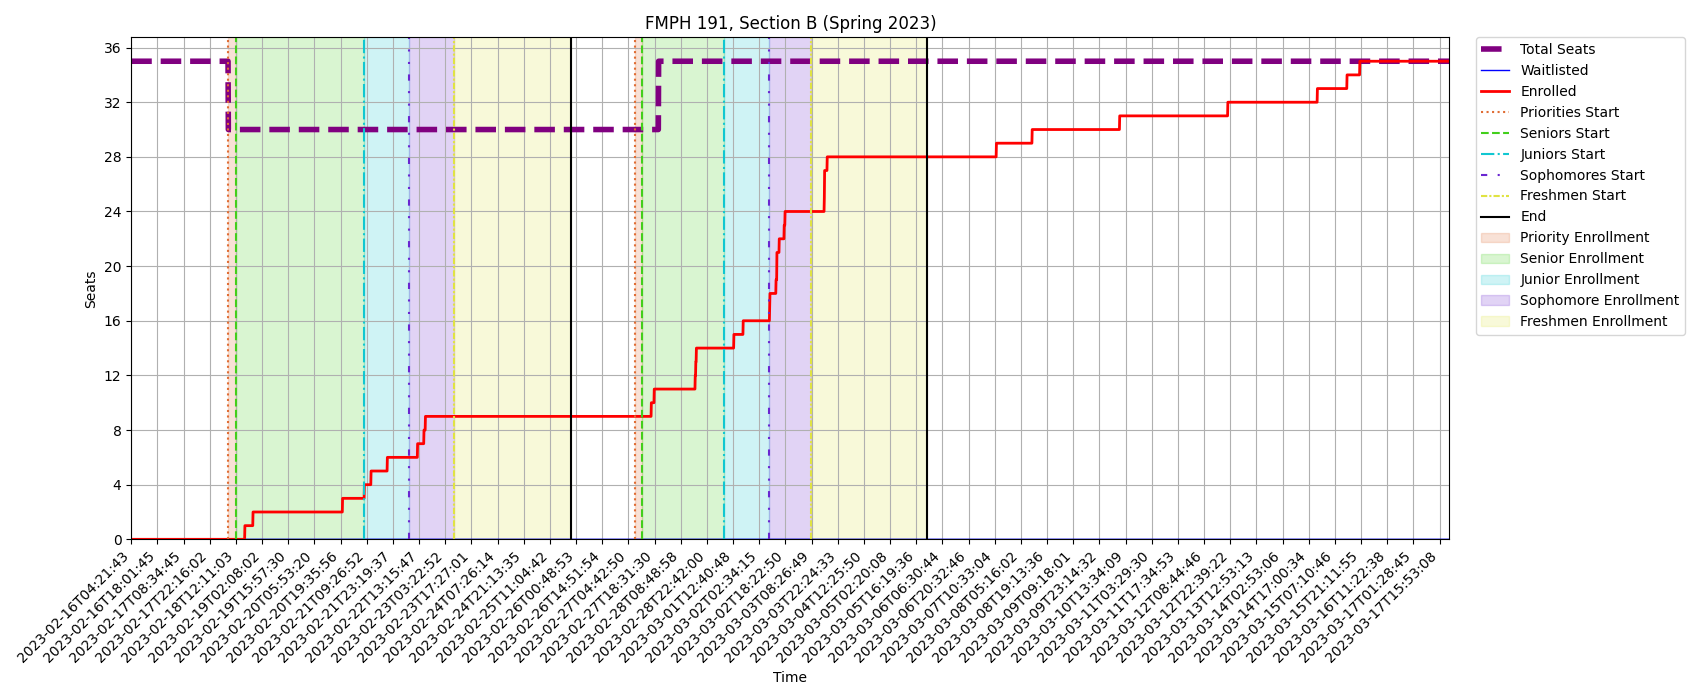 FMPH 191, Section B (Spring 2023)
36
32
28
24
20
16
12
8
4
0
Seats
2023-02-16T04:21:43
2023-02-16T18:01:45
2023-02-17T08:34:45
2023-02-17T22:16:02
2023-02-18T12:11:03
2023-02-19T02:08:02
2023-02-19T15:57:30
2023-02-20T05:53:20
2023-02-20T19:35:56
2023-02-21T09:26:52
2023-02-21T23:19:37
2023-02-22T13:15:47
2023-02-23T03:22:52
2023-02-23T17:27:01
2023-02-24T07:26:14
2023-02-24T21:13:35
2023-02-25T11:04:42
2023-02-26T00:48:53
2023-02-26T14:51:54
2023-02-27T04:42:50
2023-02-27T18:31:30
2023-02-28T08:48:58
2023-02-28T22:42:00
2023-03-01T12:40:48
2023-03-02T02:34:15
2023-03-02T18:22:50
2023-03-03T08:26:49
2023-03-03T22:24:33
2023-03-04T12:25:50
2023-03-05T02:20:08
2023-03-05T16:19:36
2023-03-06T06:30:44
2023-03-06T20:32:46
2023-03-07T10:33:04
2023-03-08T05:16:02
2023-03-08T19:13:36
2023-03-09T09:18:01
2023-03-09T23:14:32
2023-03-10T13:34:09
2023-03-11T03:29:30
2023-03-11T17:34:53
2023-03-12T08:44:46
2023-03-12T22:39:22
2023-03-13T12:53:13
2023-03-14T02:53:06
2023-03-14T17:00:34
2023-03-15T07:10:46
2023-03-15T21:11:55
2023-03-16T11:22:38
2023-03-17T01:28:45
2023-03-17T15:53:08
Time
Total Seats
Waitlisted
Enrolled
Priorities Start
Seniors Start
Juniors Start
Sophomores Start
Freshmen Start
End
Priority Enrollment
Senior Enrollment
Junior Enrollment
Sophomore Enrollment
Freshmen Enrollment